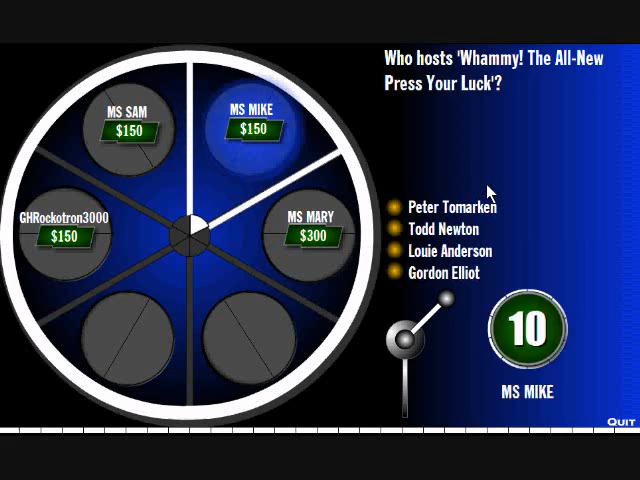 Who hosts 'Whammy! The All-New
Press Your Luck'?
MS SAM
$150
MS MIKE
$150
GHRockotron3000
$150
MS MARY
$300
Peter Tomarken
Todd Newton
Louie Anderson
Gordon Elliot
10
MS MIKE
QUIT